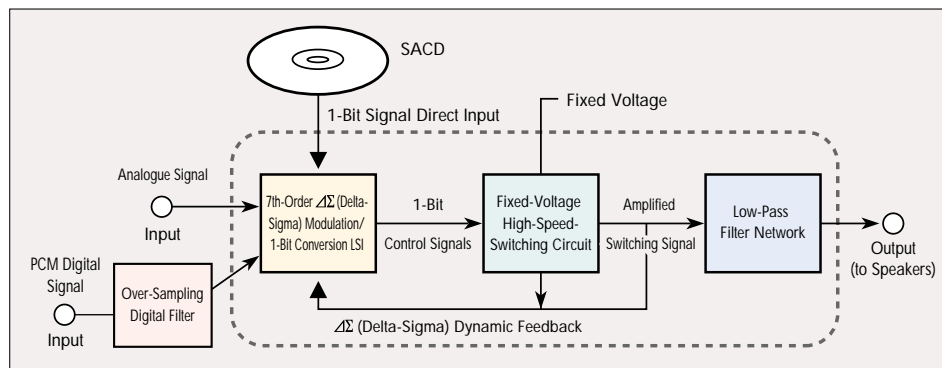 SACD
1-Bit Signal Direct Input
Fixed Voltage
Analogue Signal
Input
PCM Digital
Signal
Input
Over-Sampling
Digital Filter
7th-Order ΔΣ (Delta-
Sigma) Modulation/
1-Bit Conversion LSI
1-Bit
Control Signals
Fixed-Voltage
High-Speed-
Switching Circuit
Amplified
Switching Signal
Low-Pass
Filter Network
Output
(to Speakers)
ΔΣ (Delta-Sigma) Dynamic Feedback